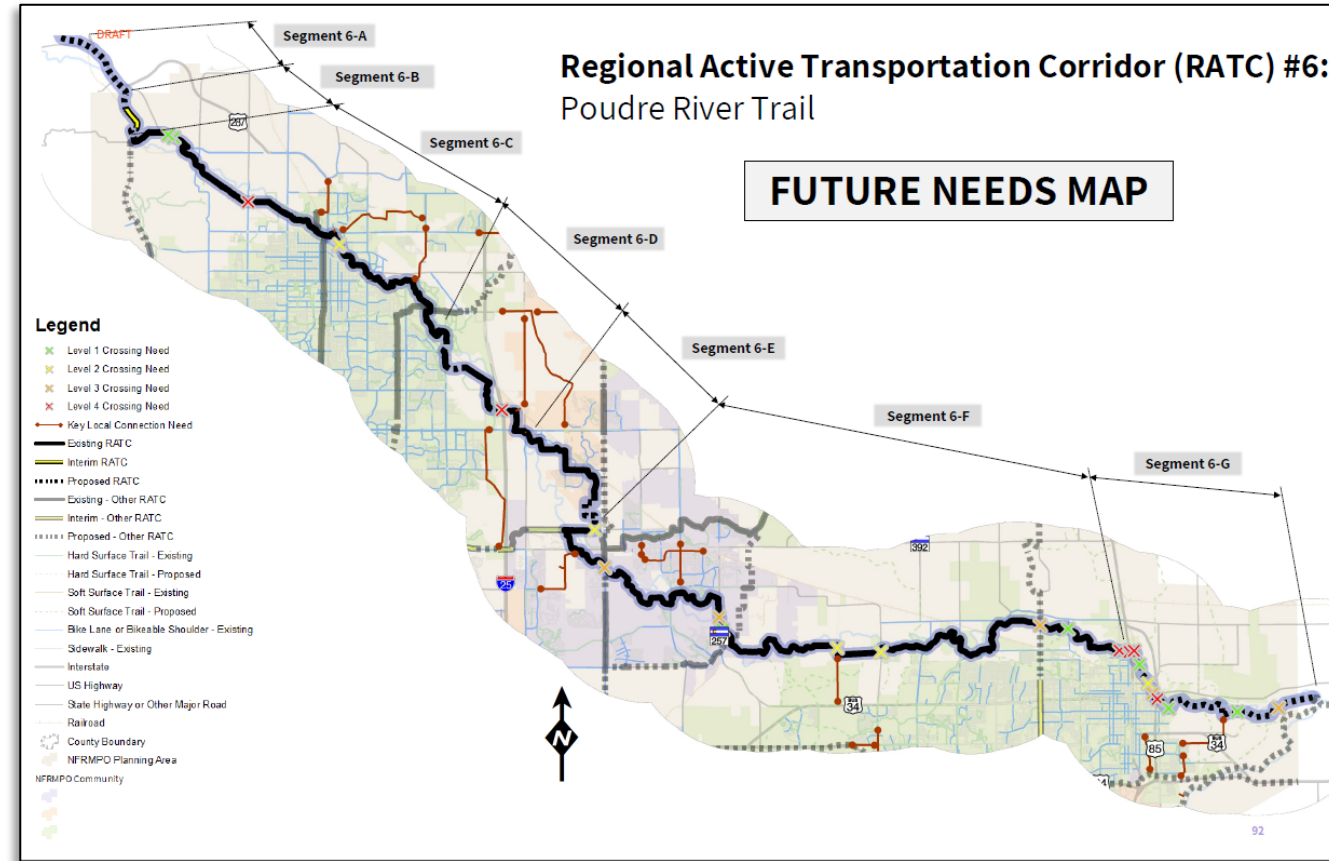 DRAFT
Segment 6-A
Segment 6-B
Segment 6-C
Segment 6-D
Segment 6-E
Segment 6-F
Segment 6-G
Regional Active Transportation Corridor (RATC) #6:
Poudre River Trail
FUTURE NEEDS MAP
287
Legend
Level 1 Crossing Need
Level 2 Crossing Need
Level 3 Crossing Need
Level 4 Crossing Need
Key Local Connection Need
Existing RATC
Interim RATC
Proposed RATC
Existing - Other RATC
Interim - Other RATC
Proposed - Other RATC
Hard Surface Trail - Existing
Hard Surface Trail - Proposed
Soft Surface Trail - Existing
Soft Surface Trail - Proposed
Bike Lane or Bikeable Shoulder - Existing
Sidewalk - Existing
Interstate
US Highway
State Highway or Other Major Road
Railroad
County Boundary
NFRMPO Planning Area
NFRMPO Community
25
392
257
BUS
34
85
BUS
34
N
92